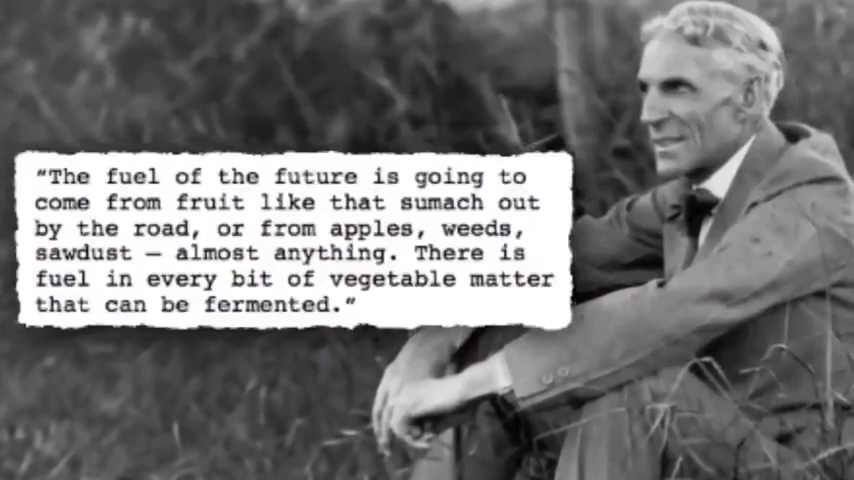 "The fuel of the future is going to
come from fruit like that sumach out
by the road, or from apples, weeds,
sawdust — almost anything. There is
fuel in every bit of vegetable matter
that can be fermented."